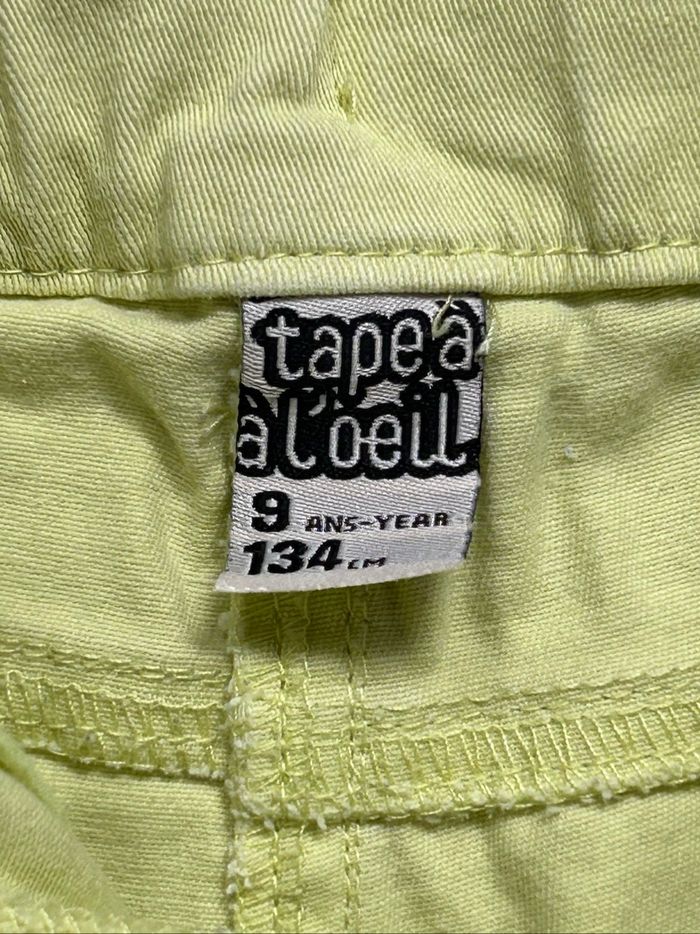 tape à
à l'oeil
9 ANS-YEAR
134 CM